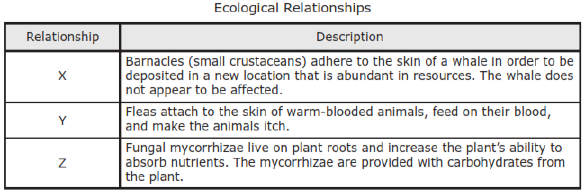 Ecological Relationships
Relationship Description
X
Barnacles (small crustaceans) adhere to the skin of a whale in order to be
deposited in a new location that is abundant in resources. The whale does
not appear to be affected.
Y
Fleas attach to the skin of warm-blooded animals, feed on their blood,
and make the animals itch.
Z
Fungal mycorrhizae live on plant roots and increase the plant's ability to
absorb nutrients. The mycorrhizae are provided with carbohydrates from
the plant.